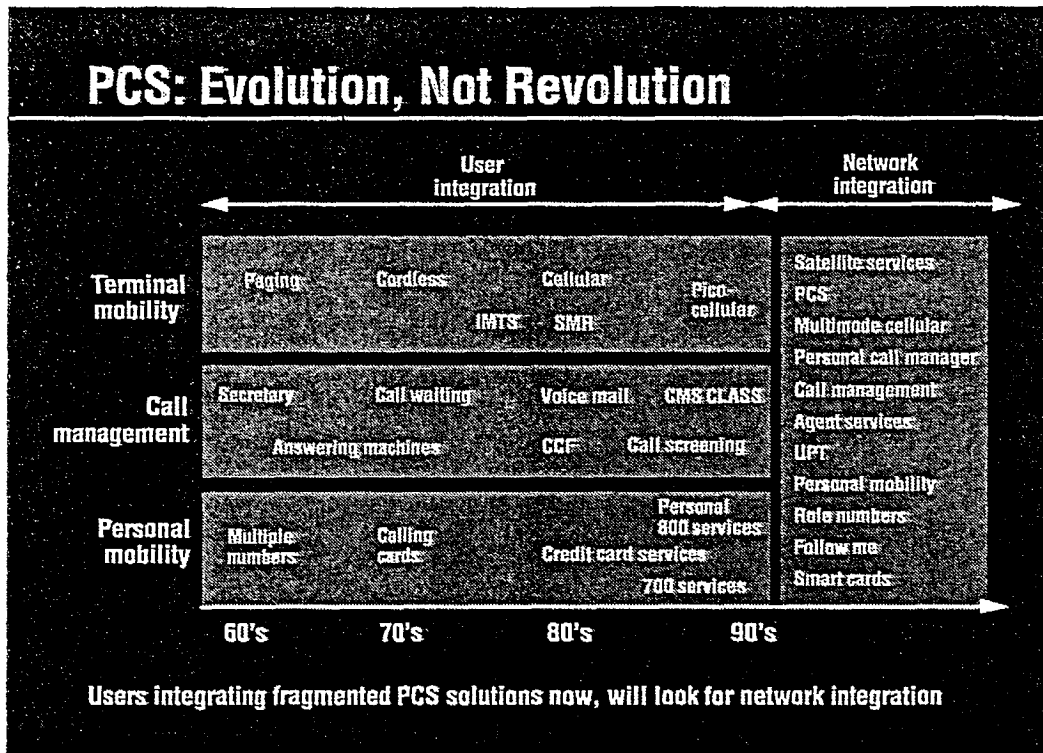 PCS: Evolution, Not Revolution
User
integration
Network
integration
Terminal
mobility
Paging
Cordless
Cellular
Pico-
cellular
IMTS
SMR
Call
management
Secretary
Call waiting
Voice mail
CMS CLASS
Answering machines
CCF
Call screening
Personal
mobility
Multiple
numbers
Calling
cards
Personal
800 services
Credit card services
700 services
Satellite services
PCS
Multimode cellular
Personal call manager
Call management
Agent services
UPT
Personal mobility
Role numbers
Follow me
Smart cards
60's
70's
80's
90's
Users integrating fragmented PCS solutions now, will look for network integration